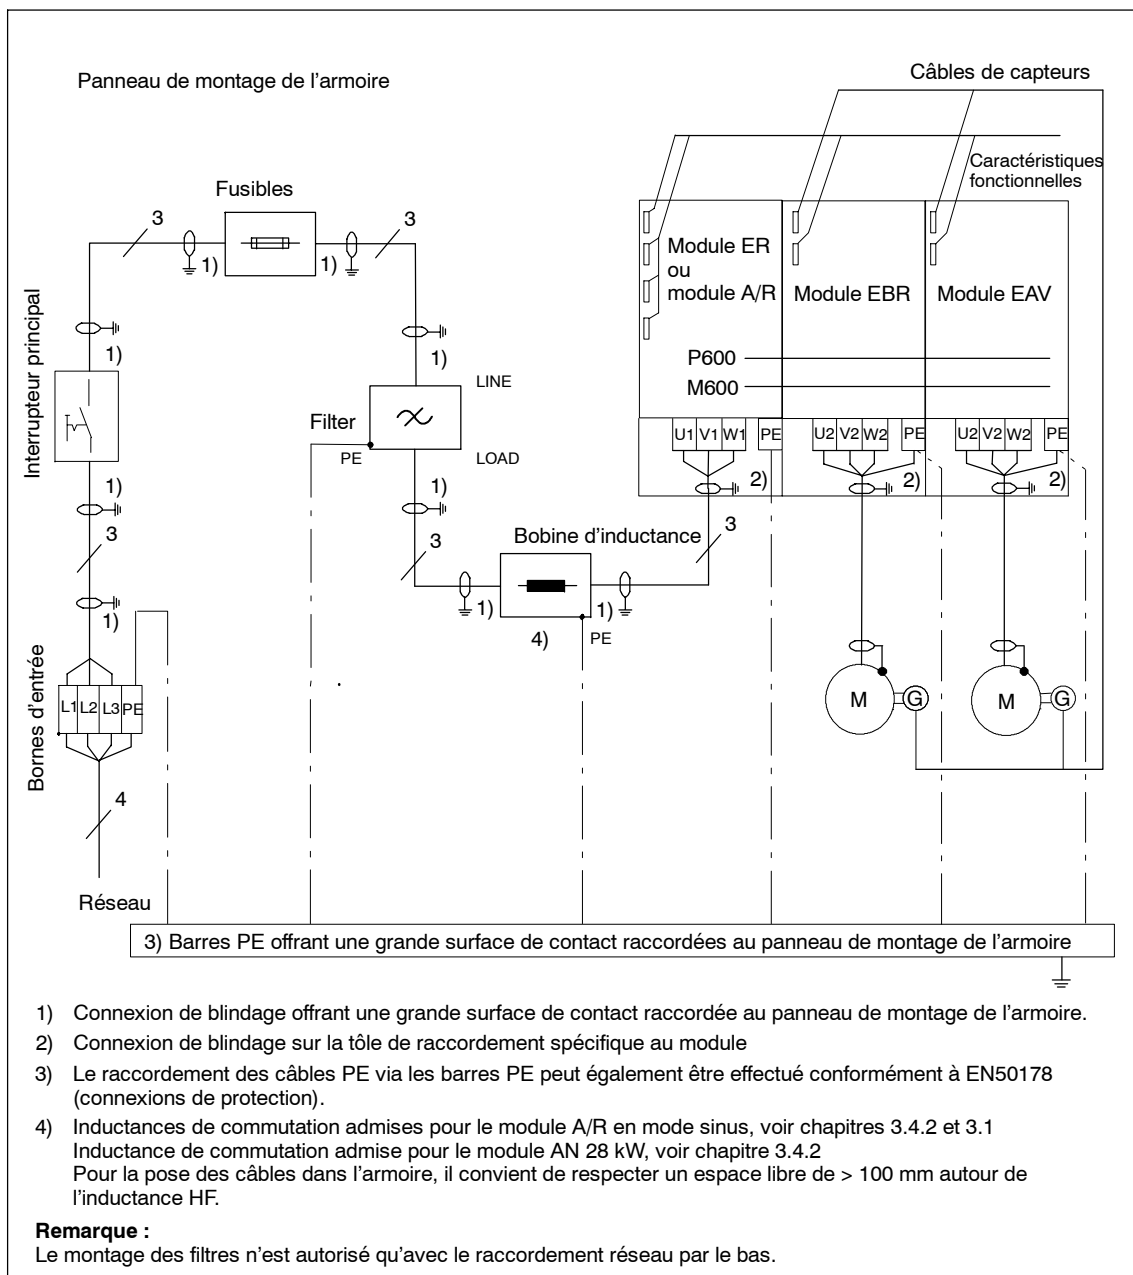 Panneau de montage de l'armoire
Câbles de capteurs
Caractéristiques
fonctionnelles
Fusibles
3
3
1)
1)
Module ER
ou
module A/R
Module EBR
Module EAV
Interrupteur principal
1)
1)
P600
M600
LINE
Filter
PE
LOAD
U1 V1 W1 PE
U2 V2 W2 PE
U2 V2 W2 PE
2)
2)
2)
1)
1)
3
3
Bobine d'inductance
3
1)
1)
4)
PE
1)
Bornes d'entrée
L1 L2 L3 PE
M
G
M
G
4
Réseau
3) Barres PE offrant une grande surface de contact raccordées au panneau de montage de l'armoire
1) Connexion de blindage offrant une grande surface de contact raccordée au panneau de montage de l'armoire.
2) Connexion de blindage sur la tôle de raccordement spécifique au module
3) Le raccordement des câbles PE via les barres PE peut également être effectué conformément à EN50178
(connexions de protection).
4) Inductances de commutation admises pour le module A/R en mode sinus, voir chapitres 3.4.2 et 3.1
Inductance de commutation admise pour le module AN 28 kW, voir chapitre 3.4.2
Pour la pose des câbles dans l'armoire, il convient de respecter un espace libre de > 100 mm autour de
l'inductance HF.
Remarque :
Le montage des filtres n'est autorisé qu'avec le raccordement réseau par le bas.